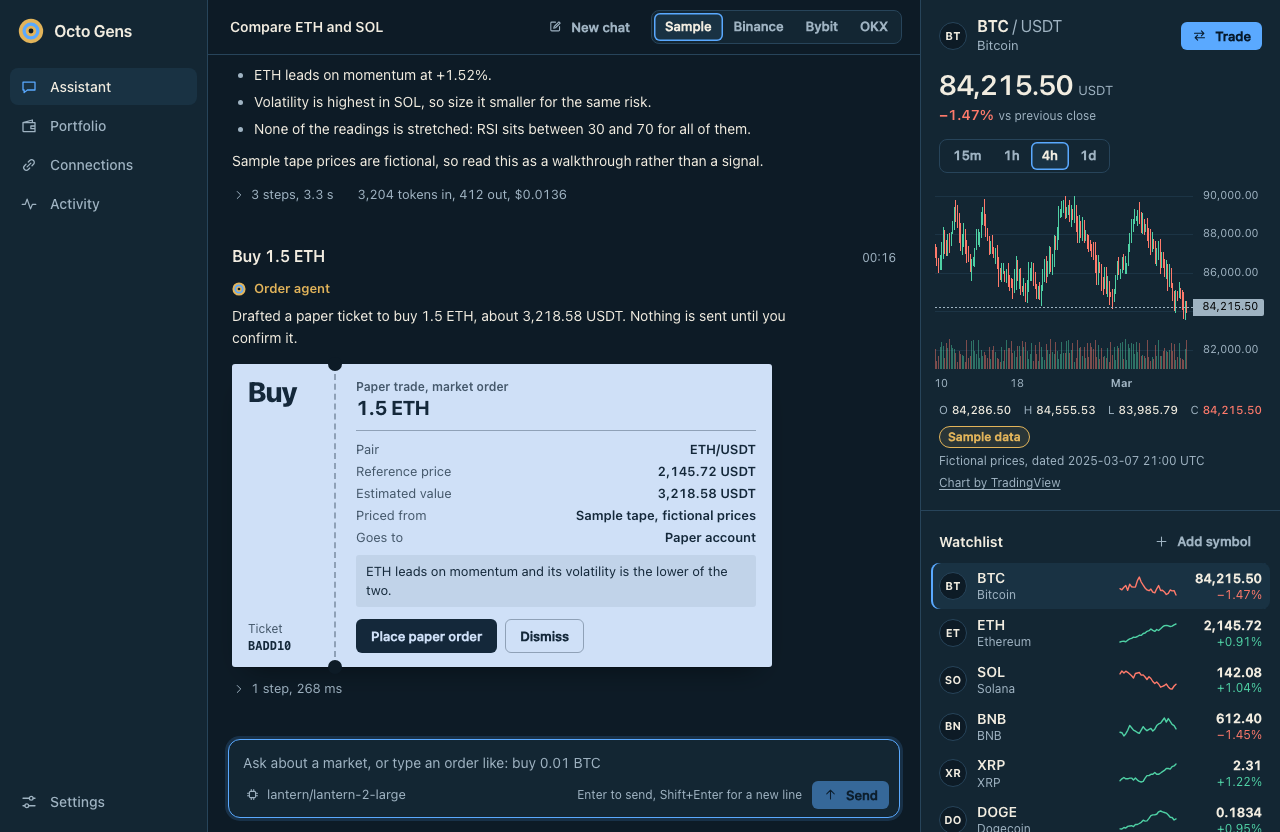 Octo Gens
Assistant
Portfolio
Connections
Activity
Settings
Compare ETH and SOL
New chat
Sample
Binance
Bybit
OKX
ETH leads on momentum at +1.52%.
Volatility is highest in SOL, so size it smaller for the same risk.
None of the readings is stretched: RSI sits between 30 and 70 for all of them.
Sample tape prices are fictional, so read this as a walkthrough rather than a signal.
3 steps, 3.3 s 3,204 tokens in, 412 out, $0.0136
Buy 1.5 ETH 00:16
Order agent
Drafted a paper ticket to buy 1.5 ETH, about 3,218.58 USDT. Nothing is sent until you
confirm it.
Buy
Ticket
BADD10
Paper trade, market order
1.5 ETH
Pair ETH/USDT
Reference price 2,145.72 USDT
Estimated value 3,218.58 USDT
Priced from Sample tape, fictional prices
Goes to Paper account
ETH leads on momentum and its volatility is the lower of the
two.
Place paper order Dismiss
1 step, 268 ms
Ask about a market, or type an order like: buy 0.01 BTC
lantern/lantern-2-large
Enter to send, Shift+Enter for a new line
Send
BT
BTC / USDT
Bitcoin
Trade
84,215.50 USDT
−1.47% vs previous close
15m 1h 4h 1d
90,000.00
88,000.00
86,000.00
84,215.50
82,000.00
10 18 Mar
O 84,286.50 H 84,555.53 L 83,985.79 C 84,215.50
Sample data
Fictional prices, dated 2025-03-07 21:00 UTC
Chart by TradingView
Watchlist
Add symbol
BT BTC 84,215.50
Bitcoin −1.47%
ET ETH 2,145.72
Ethereum +0.91%
SO SOL 142.08
Solana +1.04%
BN BNB 612.40
BNB −1.45%
XR XRP 2.31
XRP +1.22%
DO DOGE 0.1834
Dogecoin +0.95%